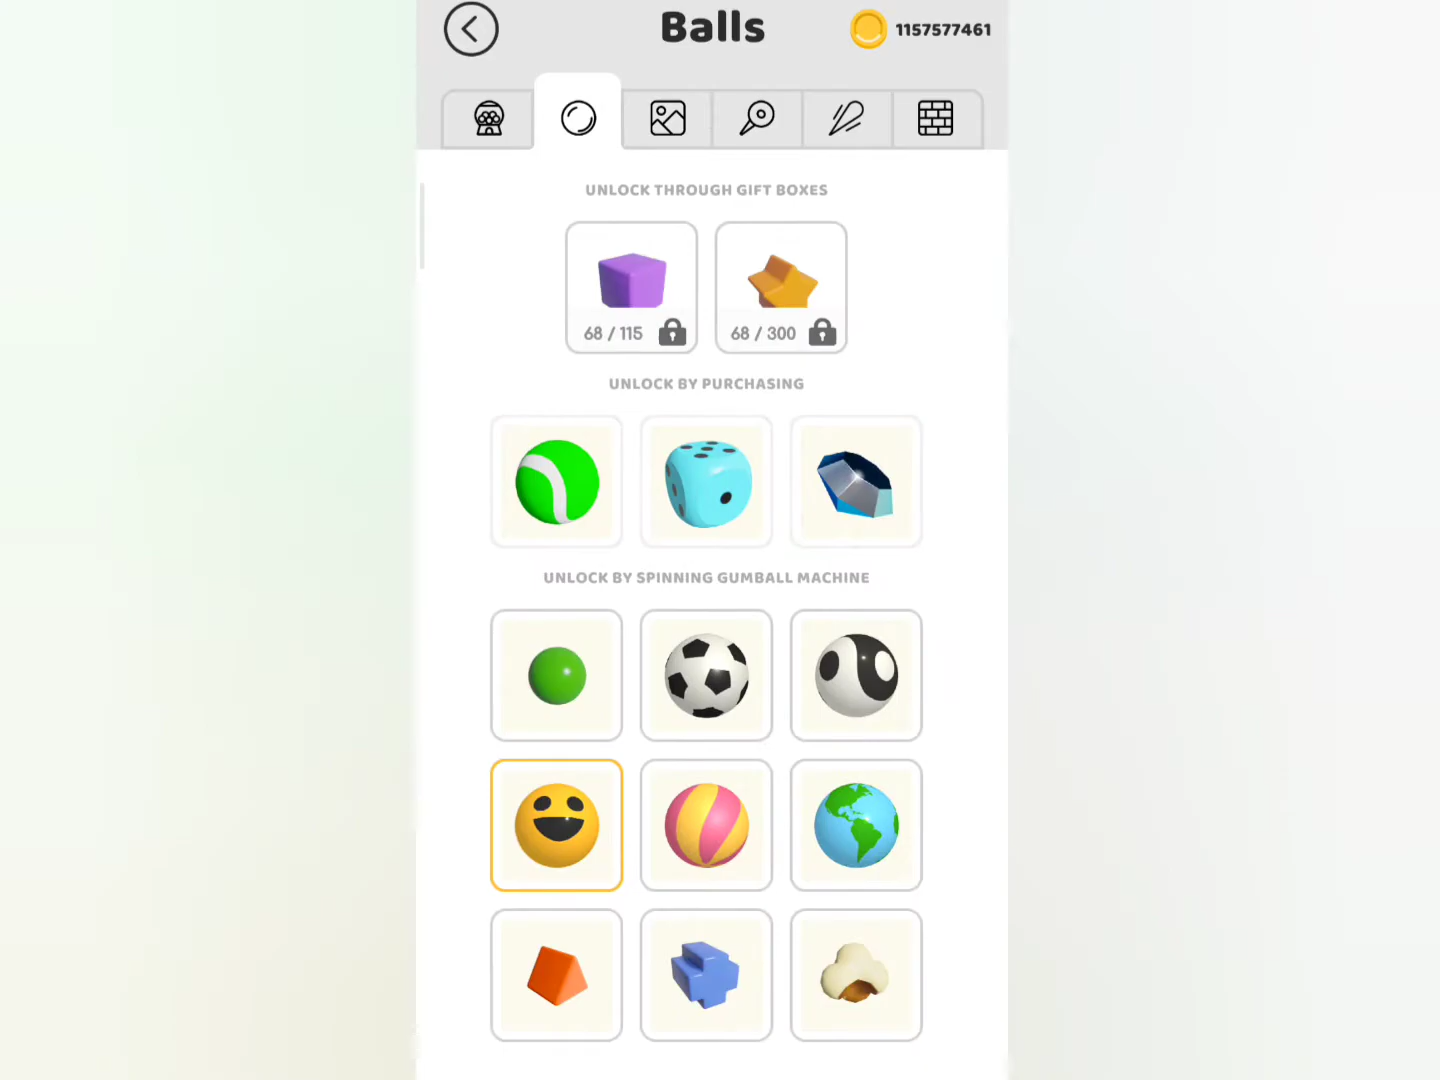 Balls
1157577461
UNLOCK THROUGH GIFT BOXES
68 / 115
68 / 300
UNLOCK BY PURCHASING
UNLOCK BY SPINNING GUMBALL MACHINE